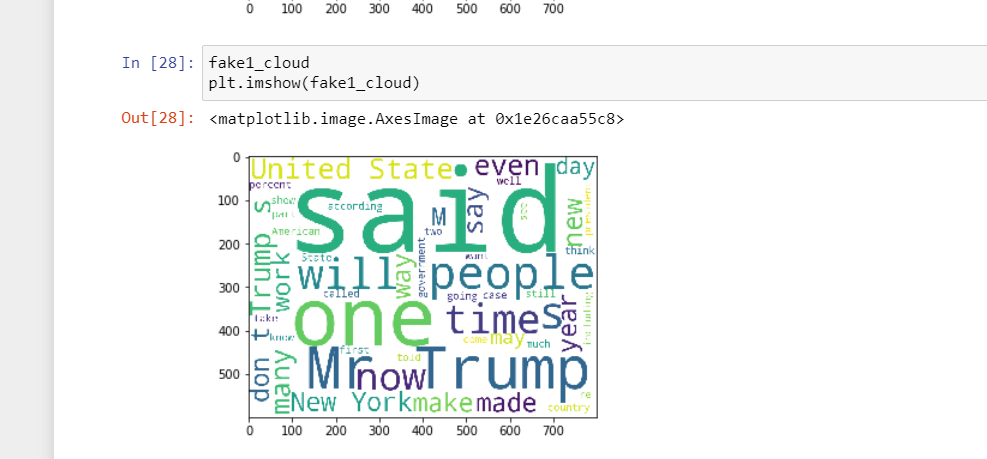 0 100 200 300 400 500 600 700
In [28]: fake1_cloud
plt.imshow(fake1_cloud)
Out[28]: <matplotlib.image.AxesImage at 0x1e26caa55c8>
0
100
200
300
400
500
United State
even
day
percent
well
said
show
according
part
M
say
see
new
American
two
Trump s
State
want
think
work
will
way
government
people
called
going
case
still
including
take
one
time
S
year
know
don t
first
told
came
may
much
many
Mr Trump
now
re
New York
make
made
country
0 100 200 300 400 500 600 700